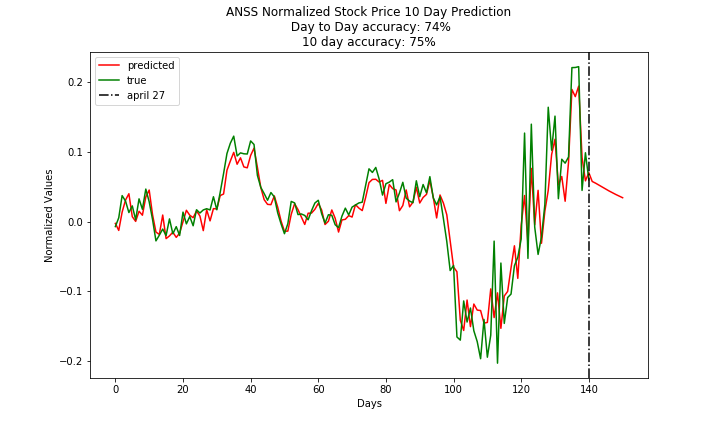 ANSS Normalized Stock Price 10 Day Prediction
Day to Day accuracy: 74%
10 day accuracy: 75%
predicted
true
april 27
Normalized Values
0.2
0.1
0.0
−0.1
−0.2
0 20 40 60 80 100 120 140
Days